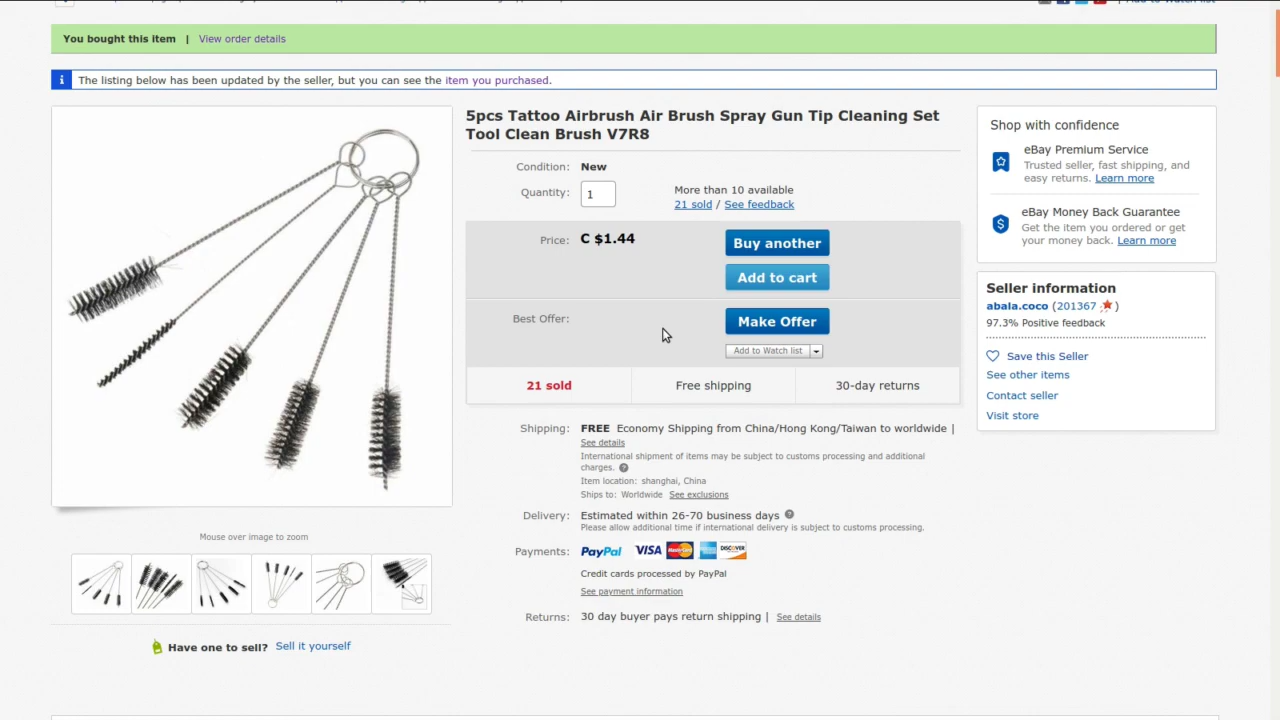 You bought this item | View order details
i The listing below has been updated by the seller, but you can see the item you purchased.
5pcs Tattoo Airbrush Air Brush Spray Gun Tip Cleaning Set
Tool Clean Brush V7R8
Condition: New
Quantity: 1
More than 10 available
21 sold / See feedback
Price: C $1.44
Buy another
Add to cart
Best Offer:
Make Offer
Add to Watch list
21 sold
Free shipping
30-day returns
Shipping: FREE Economy Shipping from China/Hong Kong/Taiwan to worldwide |
See details
International shipment of items may be subject to customs processing and additional
charges. ?
Item location: shanghai, China
Ships to: Worldwide See exclusions
Delivery: Estimated within 26-70 business days ?
Please allow additional time if international delivery is subject to customs processing.
Payments: PayPal VISA MasterCard DISCOVER
Credit cards processed by PayPal
See payment information
Returns: 30 day buyer pays return shipping | See details
Mouse over image to zoom
Have one to sell? Sell it yourself
Shop with confidence
eBay Premium Service
Trusted seller, fast shipping, and
easy returns. Learn more
$
eBay Money Back Guarantee
Get the item you ordered or get
your money back. Learn more
Seller information
abala.coco (201367 )
97.3% Positive feedback
Save this Seller
See other items
Contact seller
Visit store